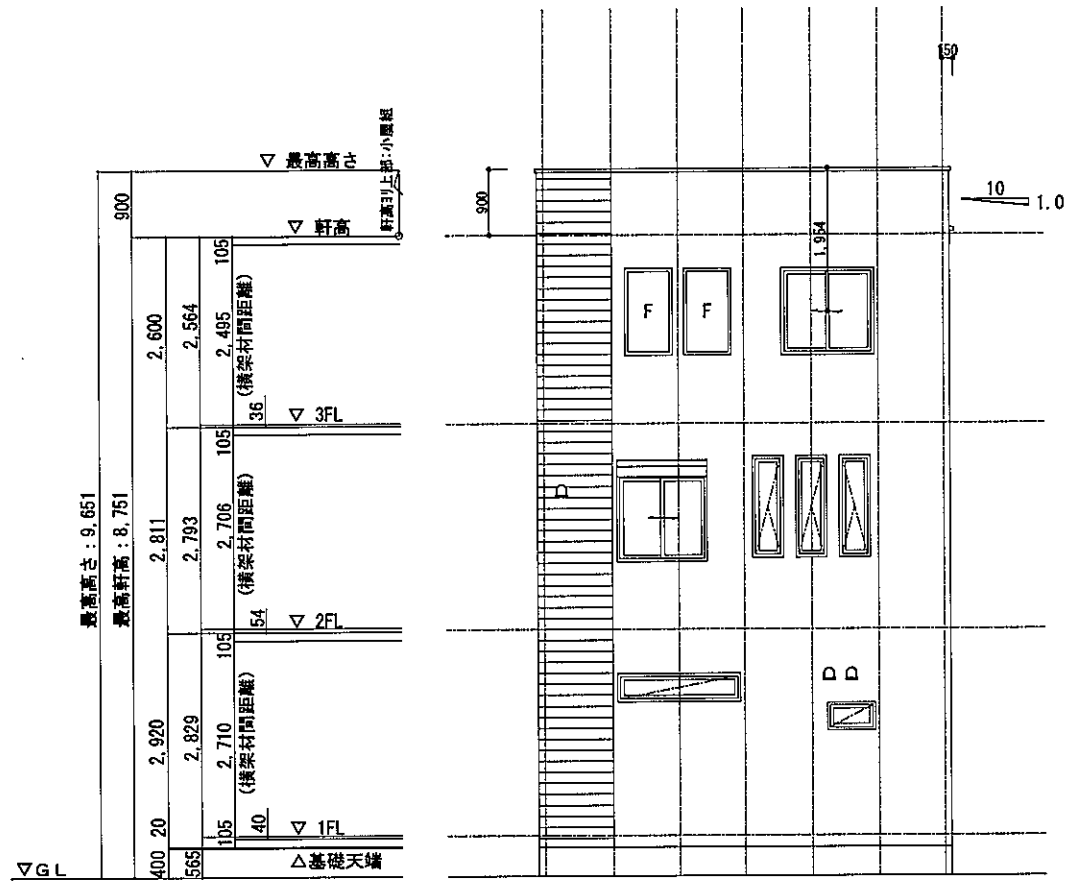 150
▽ 最高高さ
軒高ヨリ上部:小屋組
900
▽ 軒高
900
10
1.0
1,954
105
2,600
2,564
2,495
(横架材間距離)
F
F
36
▽ 3FL
105
最高高さ:9,651
最高軒高:8,751
2,811
2,793
2,706
(横架材間距離)
54
▽ 2FL
105
2,920
2,829
2,710
(横架材間距離)
20
105
40
▽ 1FL
400
565
△基礎天端
▽GL